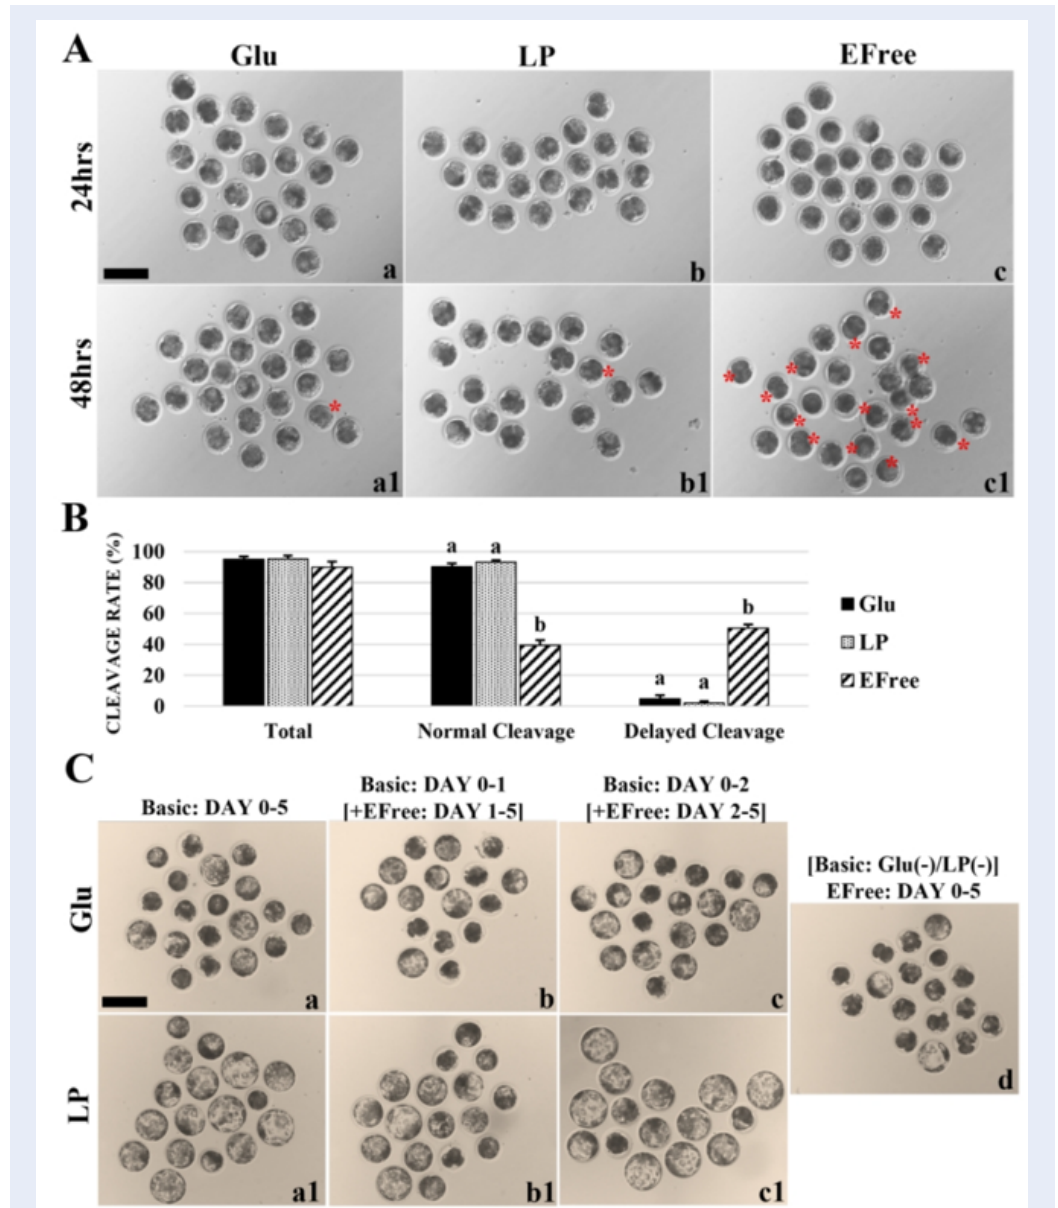 A
Glu LP EFree
24hrs
a b c
48hrs
* * * * * * * * * * * * * * * *
a1 b1 c1
B
CLEAVAGE RATE (%)
100
80
60
40
20
0
a a b
a a b
Total Normal Cleavage Delayed Cleavage
Glu
LP
EFree
C
Basic: DAY 0-5
Basic: DAY 0-1
[+EFree: DAY 1-5]
Basic: DAY 0-2
[+EFree: DAY 2-5]
[Basic: Glu(-)/LP(-)]
EFree: DAY 0-5
Glu
a b c
d
LP
a1 b1 c1